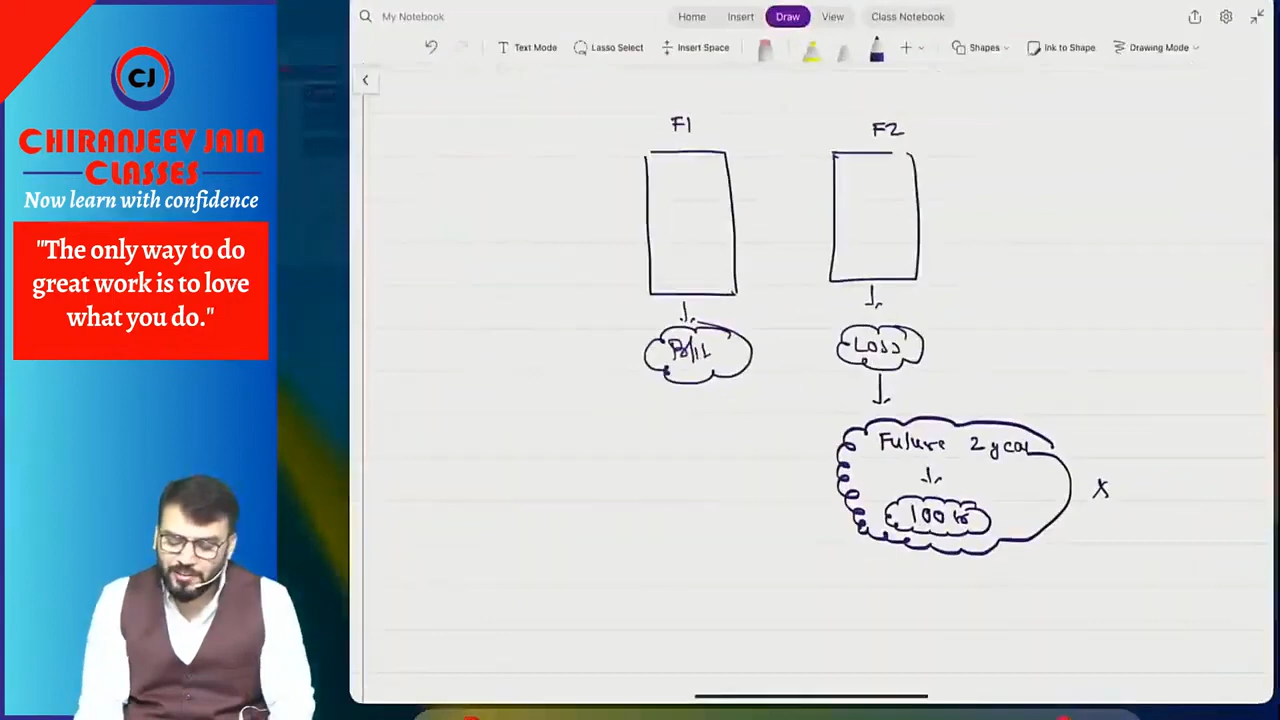 CJ
CHIRANJEEV JAIN
CLASSES
Now learn with confidence
"The only way to do
great work is to love
what you do."
My Notebook
Home Insert Draw View Class Notebook
Text Mode Lasso Select Insert Space Shapes Ink to Shape Drawing Mode
F1 F2
Loss
Future 2 year
100
X